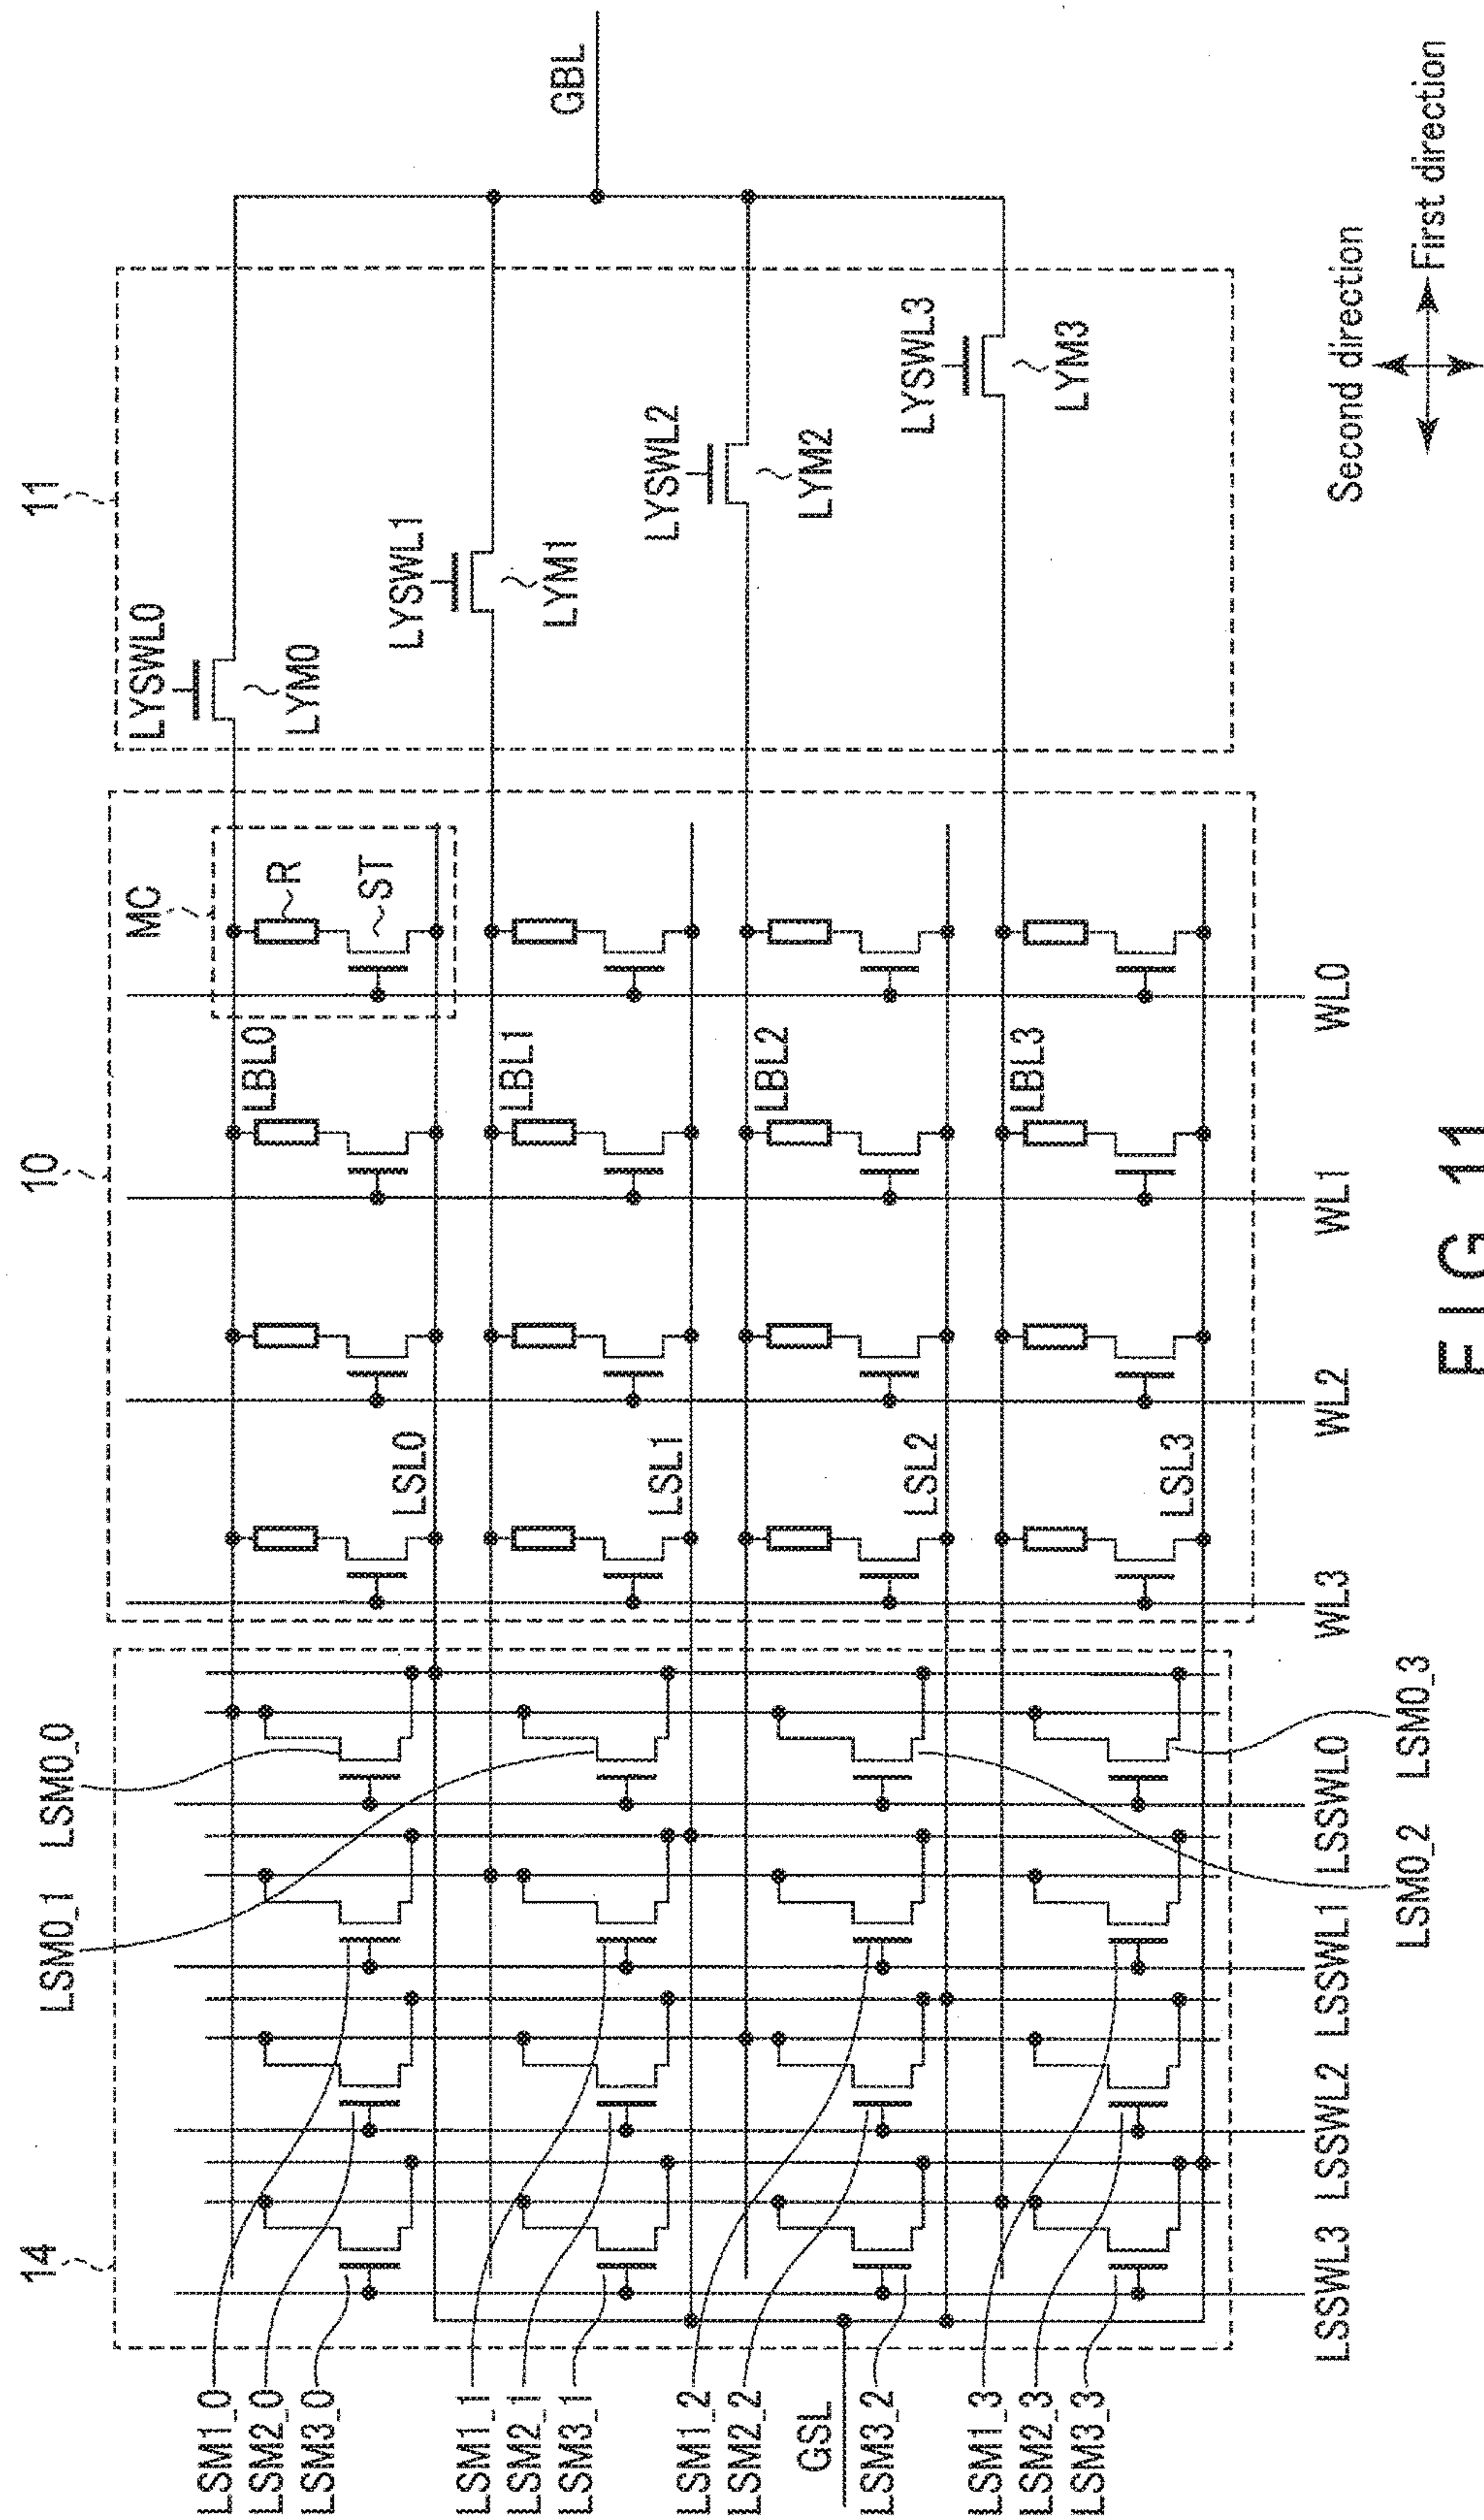 14
10
11
LSM0_1
LSM0_0
MC
LYSWL0
LYM0
R
ST
LBL0
LSL0
LSM1_0
LSM2_0
LSM3_0
LYSWL1
LYM1
LBL1
LSL1
LSM1_1
LSM2_1
LSM3_1
GBL
LYSWL2
LYM2
LBL2
LSL2
LSM1_2
LSM2_2
GSL
LSM3_2
LYSWL3
LYM3
LBL3
LSL3
LSM1_3
LSM2_3
LSM3_3
LSSWL3
LSSWL2
LSSWL1
LSSWL0
WL3
WL2
WL1
WL0
LSM0_2
LSM0_3
Second direction
First direction
FIG 11